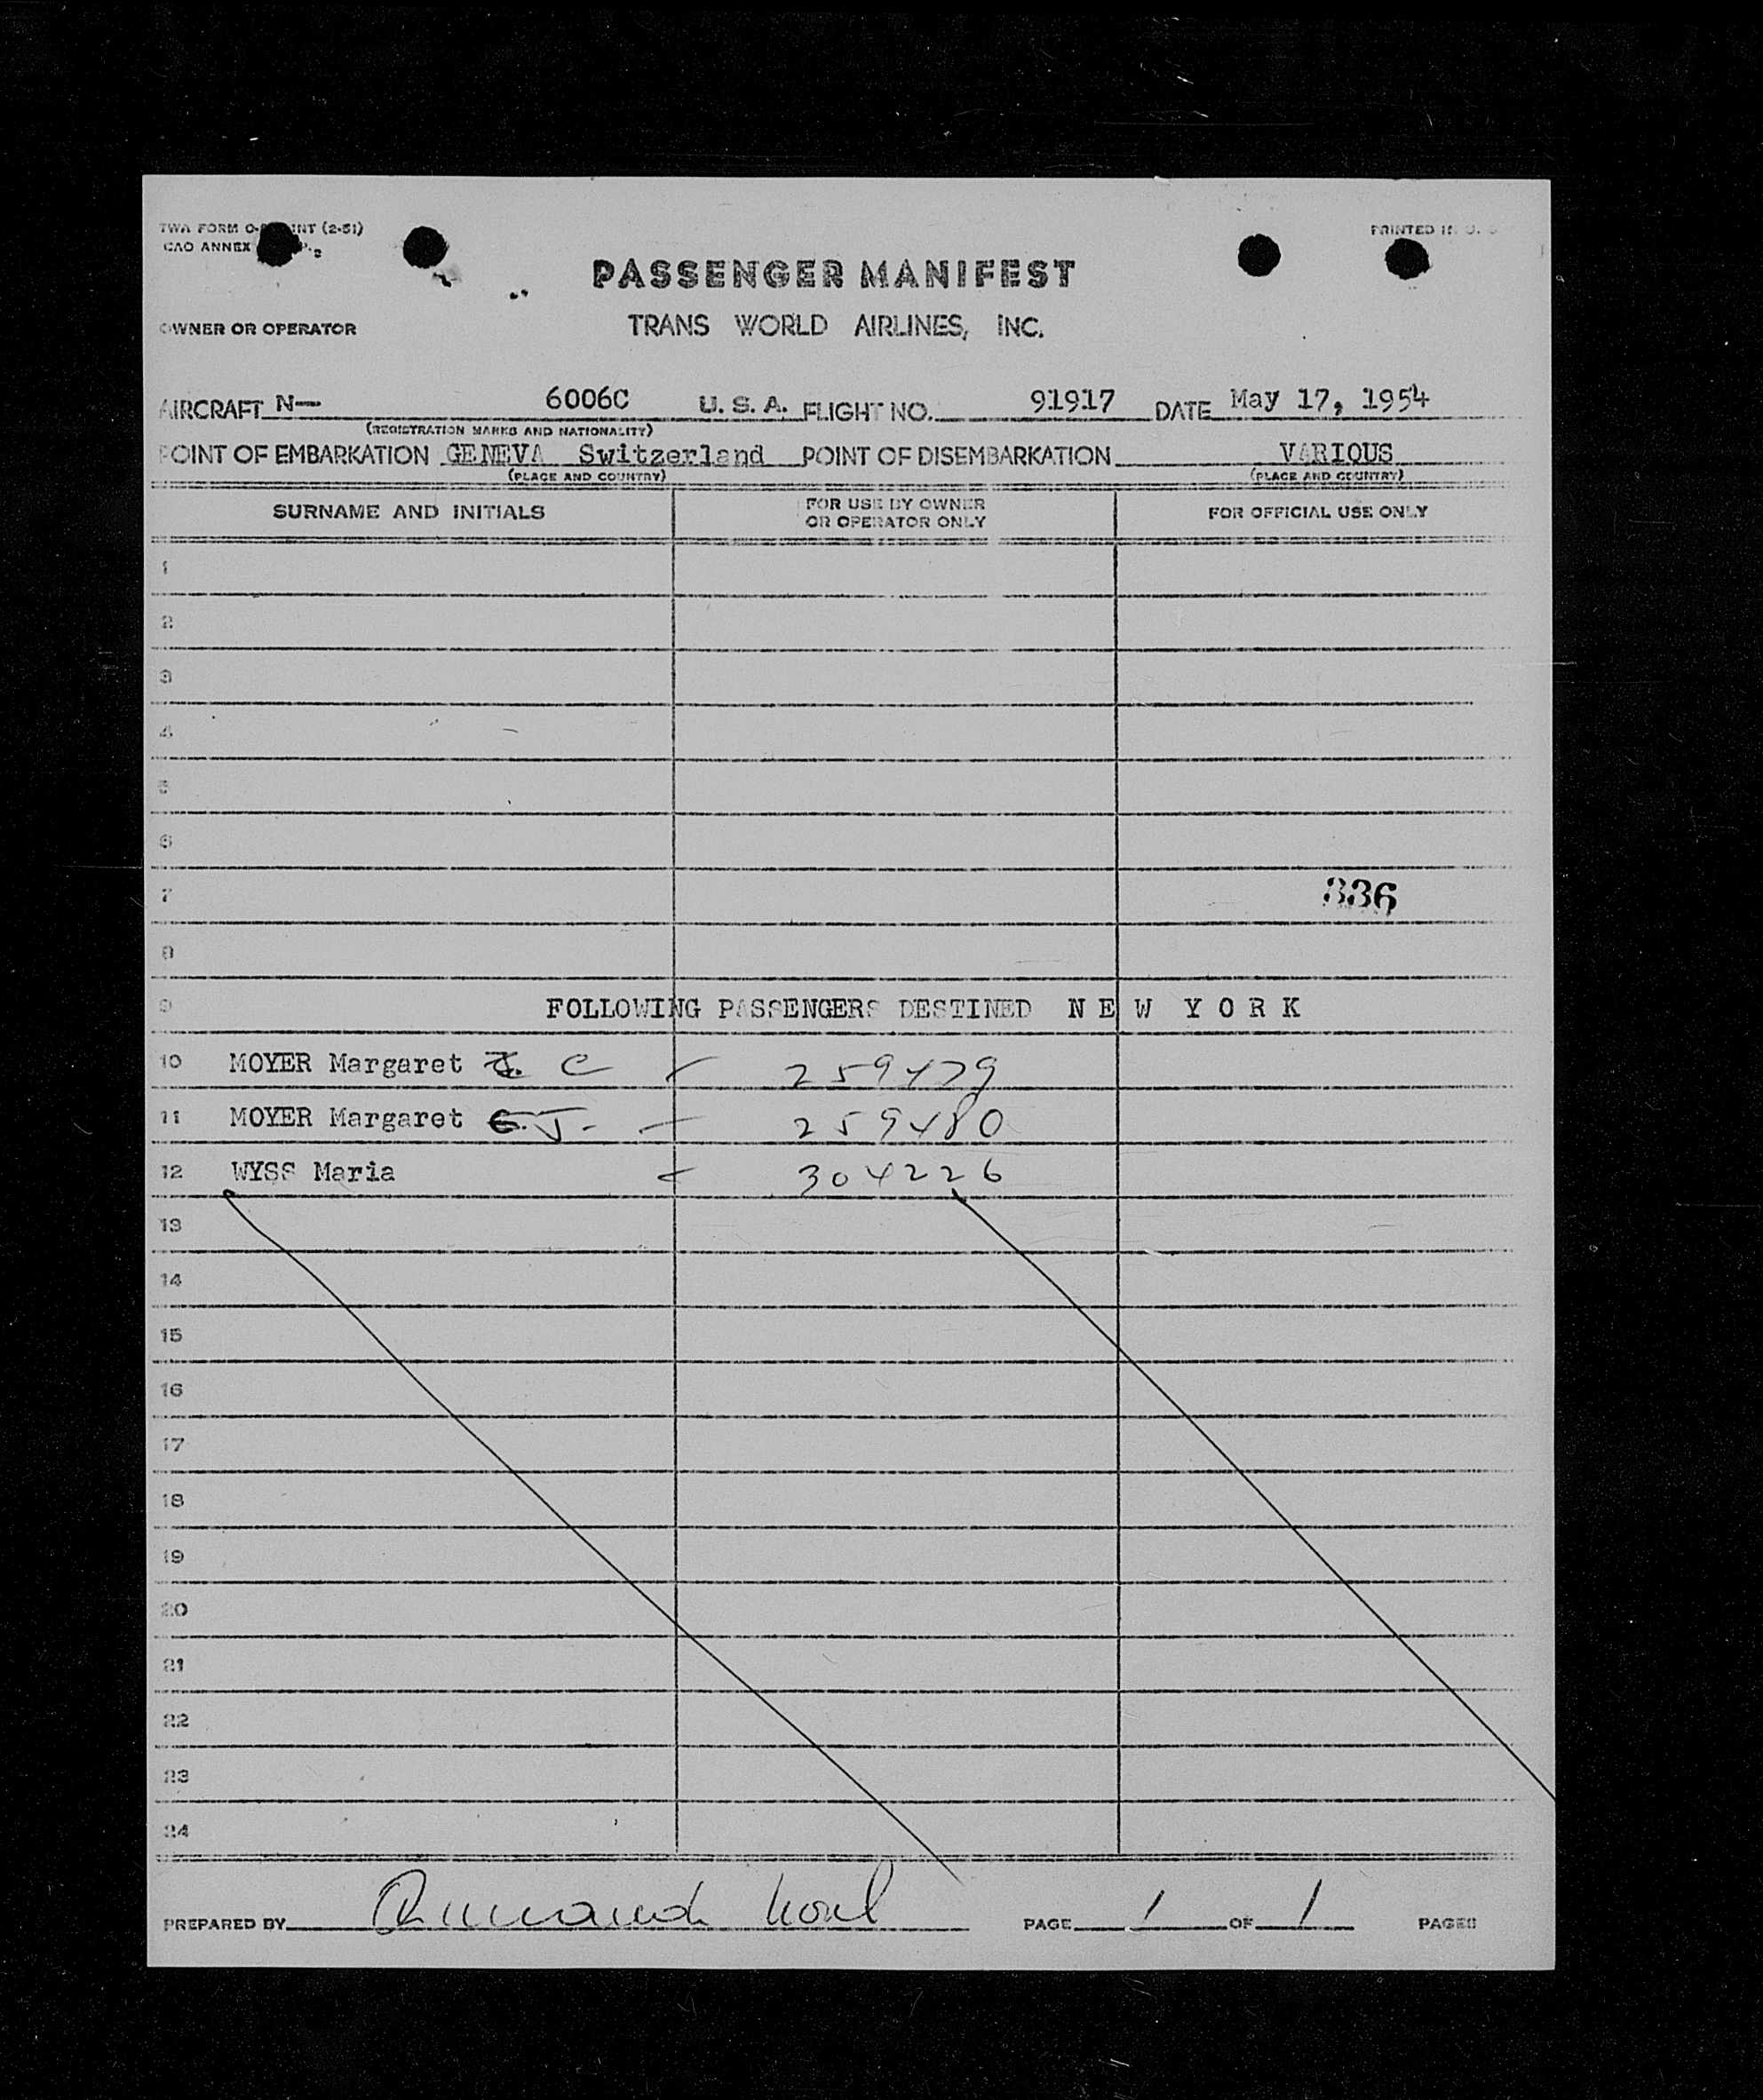 TWA FORM O- INT (2-51)
PRINTED IN U. S.
CAO ANNEX
PASSENGER MANIFEST
OWNER OR OPERATOR TRANS WORLD AIRLINES, INC.
AIRCRAFT N— 6006C U. S. A. FLIGHT NO. 91917 DATE May 17, 1954
(REGISTRATION MARKS AND NATIONALITY)
POINT OF EMBARKATION GENEVA Switzerland POINT OF DISEMBARKATION VARIOUS
(PLACE AND COUNTRY) (PLACE AND COUNTRY)
SURNAME AND INITIALS FOR USE BY OWNER OR OPERATOR ONLY FOR OFFICIAL USE ONLY
1
2
3
4
5
6
7 336
8
9 FOLLOWING PASSENGERS DESTINED N E W Y O R K
10 MOYER Margaret C 259479
11 MOYER Margaret J. 259480
12 WYSS Maria 304226
13
14
15
16
17
18
19
20
21
22
23
24
PREPARED BY PAGE 1 OF 1 PAGES